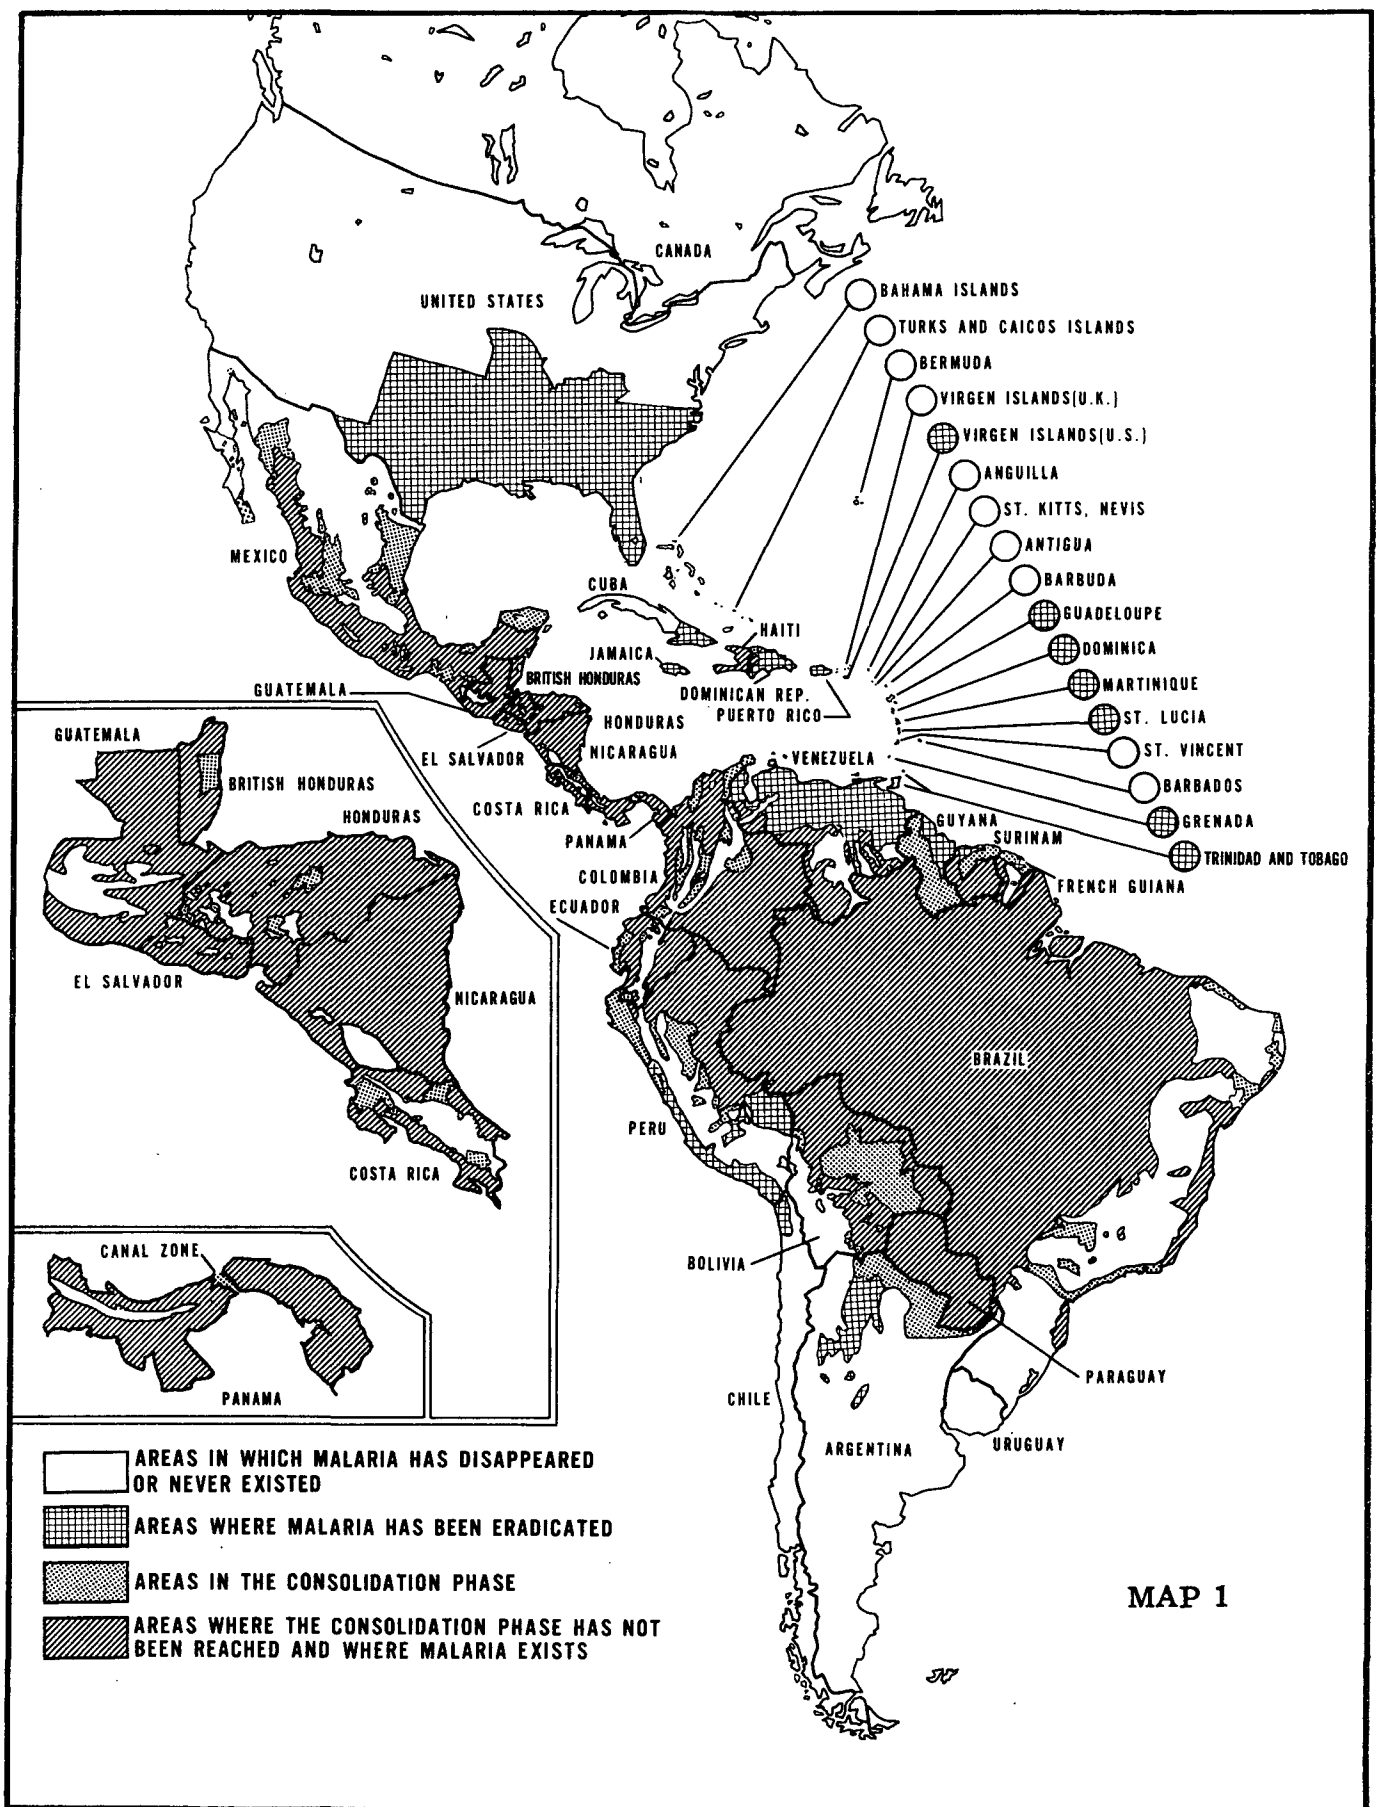 CANADA
UNITED STATES
BAHAMA ISLANDS
TURKS AND CAICOS ISLANDS
BERMUDA
VIRGEN ISLANDS(U.K.)
VIRGEN ISLANDS(U.S.)
ANGUILLA
ST. KITTS, NEVIS
ANTIGUA
BARBUDA
GUADELOUPE
DOMINICA
MARTINIQUE
ST. LUCIA
ST. VINCENT
BARBADOS
GRENADA
TRINIDAD AND TOBAGO
MEXICO
CUBA
HAITI
JAMAICA
DOMINICAN REP.
PUERTO RICO
BRITISH HONDURAS
GUATEMALA
HONDURAS
EL SALVADOR
NICARAGUA
VENEZUELA
COSTA RICA
PANAMA
GUYANA
SURINAM
FRENCH GUIANA
COLOMBIA
ECUADOR
BRAZIL
PERU
BOLIVIA
PARAGUAY
CHILE
ARGENTINA
URUGUAY
GUATEMALA
BRITISH HONDURAS
HONDURAS
EL SALVADOR
NICARAGUA
COSTA RICA
CANAL ZONE
PANAMA
AREAS IN WHICH MALARIA HAS DISAPPEARED
OR NEVER EXISTED
AREAS WHERE MALARIA HAS BEEN ERADICATED
AREAS IN THE CONSOLIDATION PHASE
AREAS WHERE THE CONSOLIDATION PHASE HAS NOT
BEEN REACHED AND WHERE MALARIA EXISTS
MAP 1